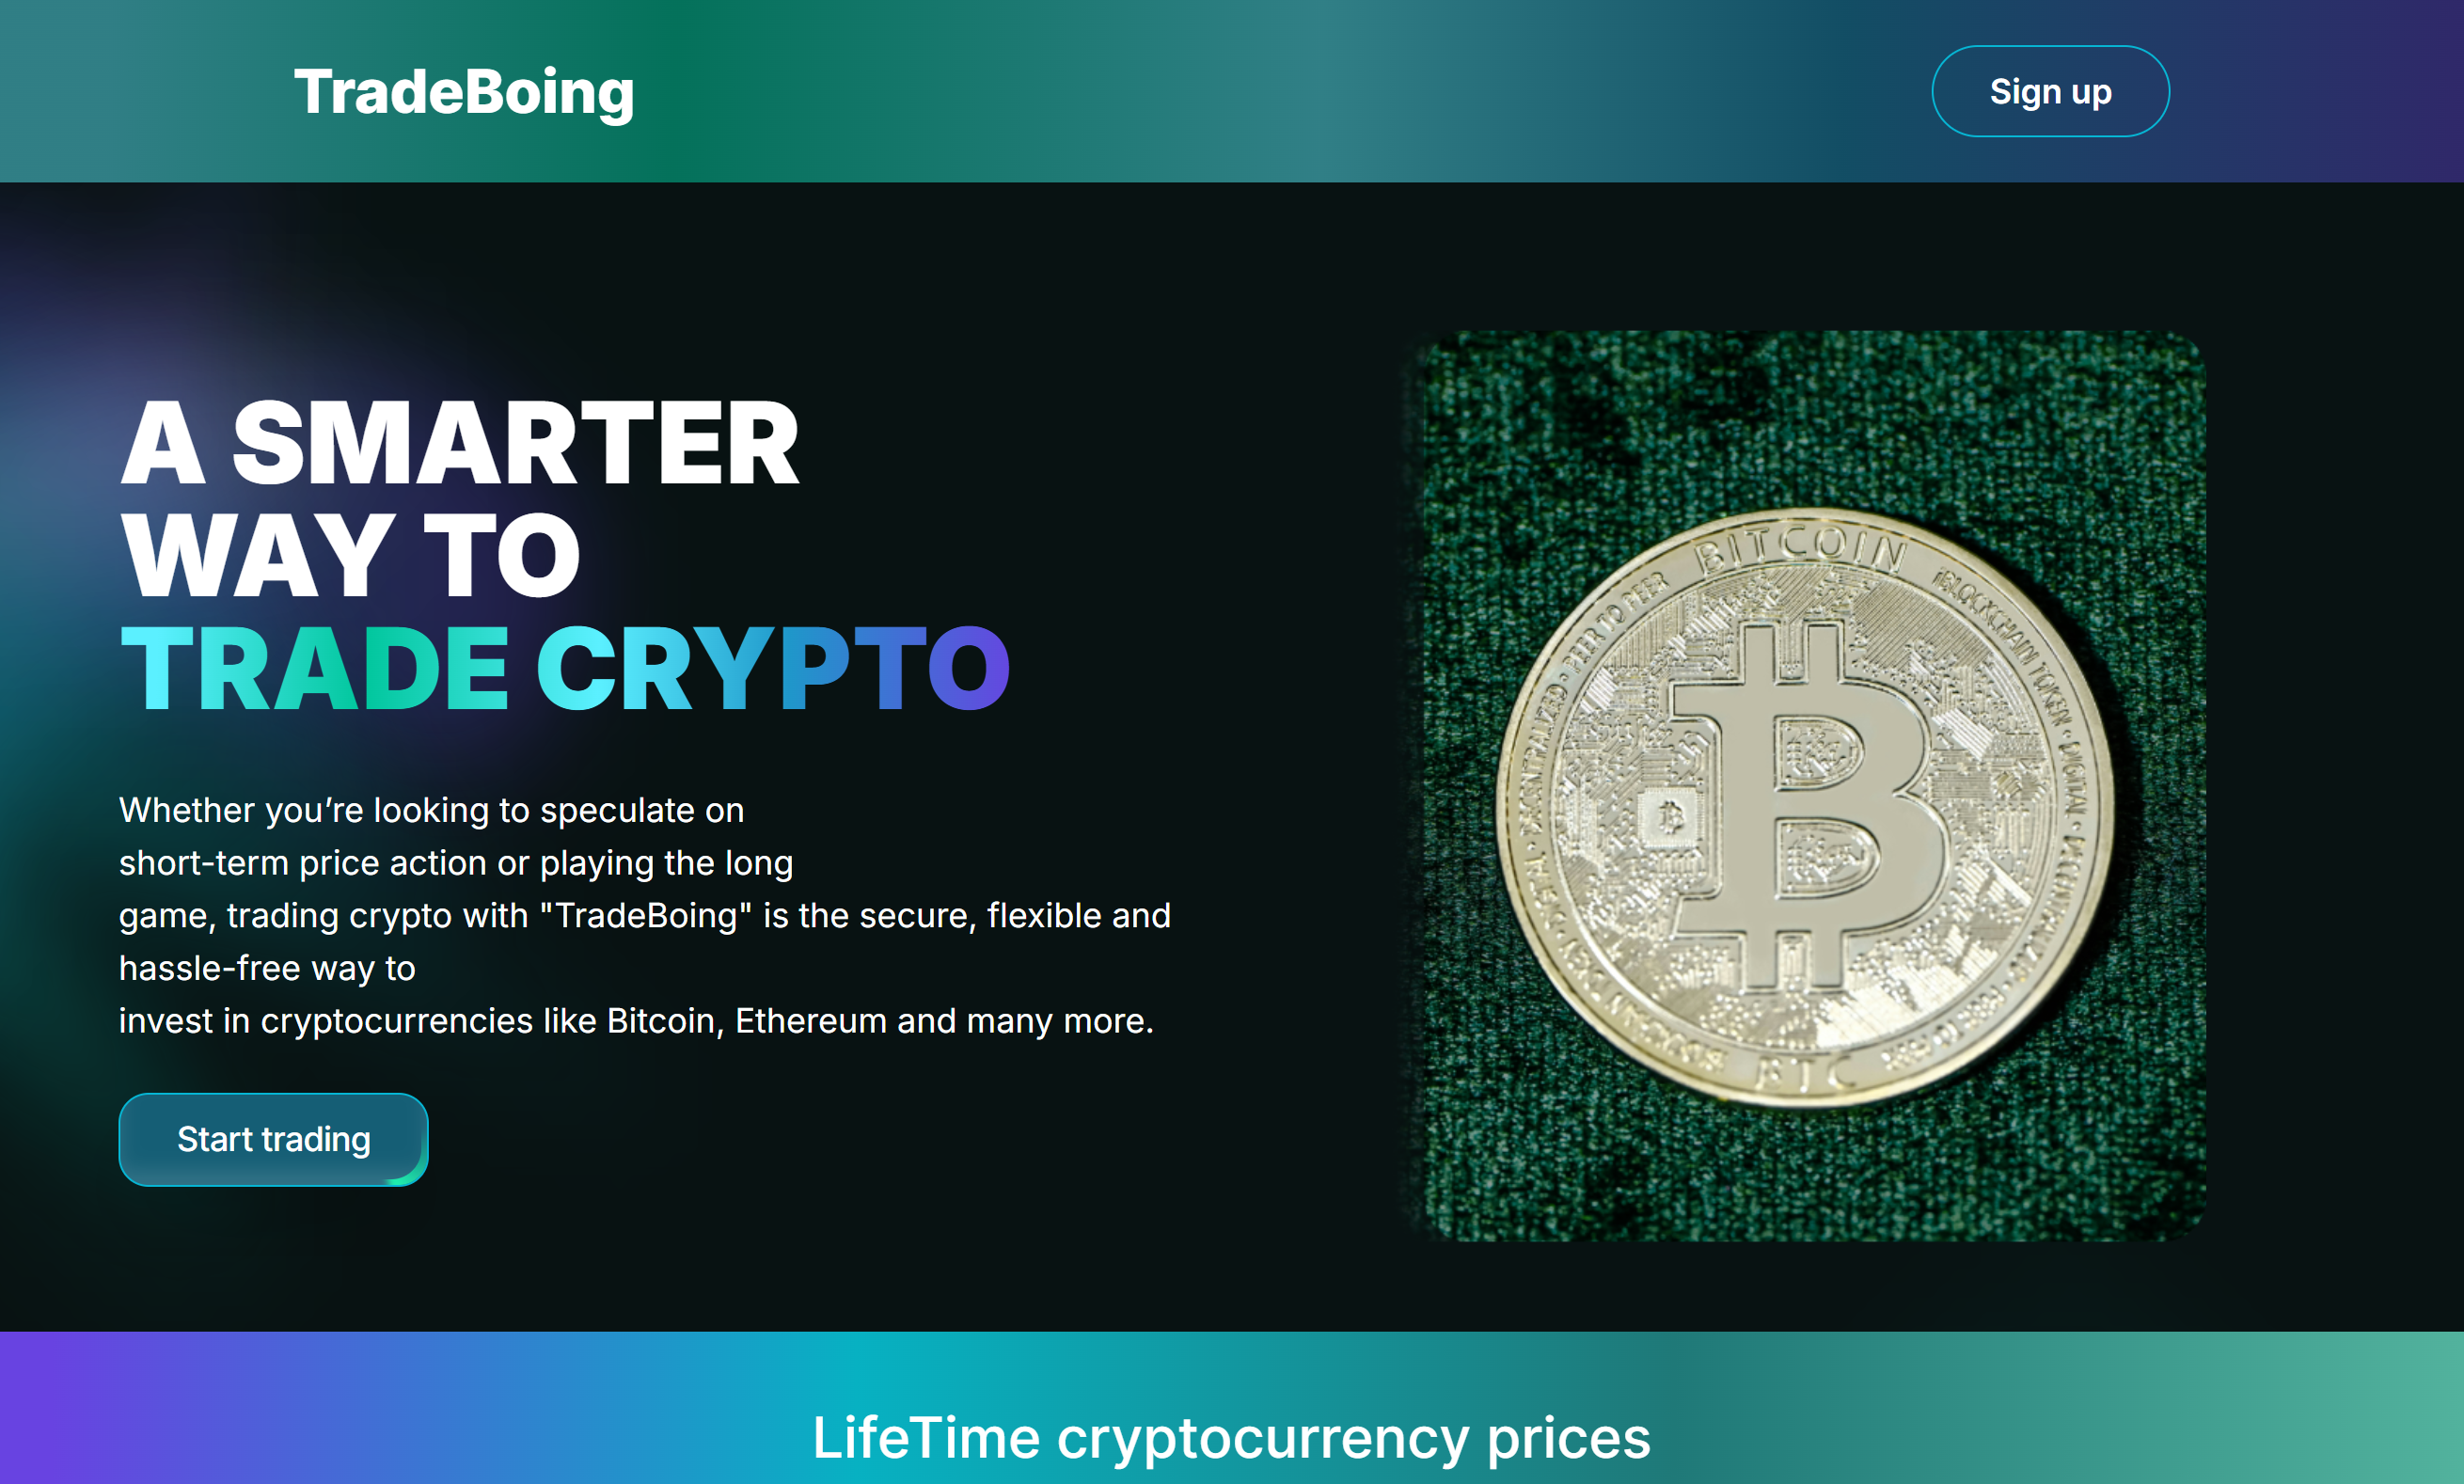 TradeBoing
Sign up
A SMARTER
WAY TO
TRADE CRYPTO
Whether you’re looking to speculate on
short-term price action or playing the long
game, trading crypto with "TradeBoing" is the secure, flexible and
hassle-free way to
invest in cryptocurrencies like Bitcoin, Ethereum and many more.
Start trading
BITCOIN
DECENTRALIZED • PEER TO PEER
BLOCKCHAIN TOKEN • DIGITAL
BTC
LifeTime cryptocurrency prices